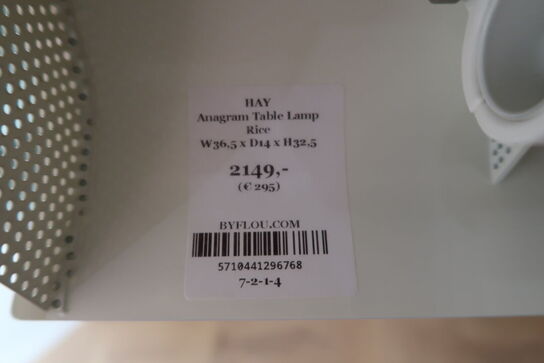 HAY
Anagram Table Lamp
Rice
W36,5 x D14 x H32,5
2149,-
(€ 295)
BYFLOU.COM
5710441296768
7-2-1-4